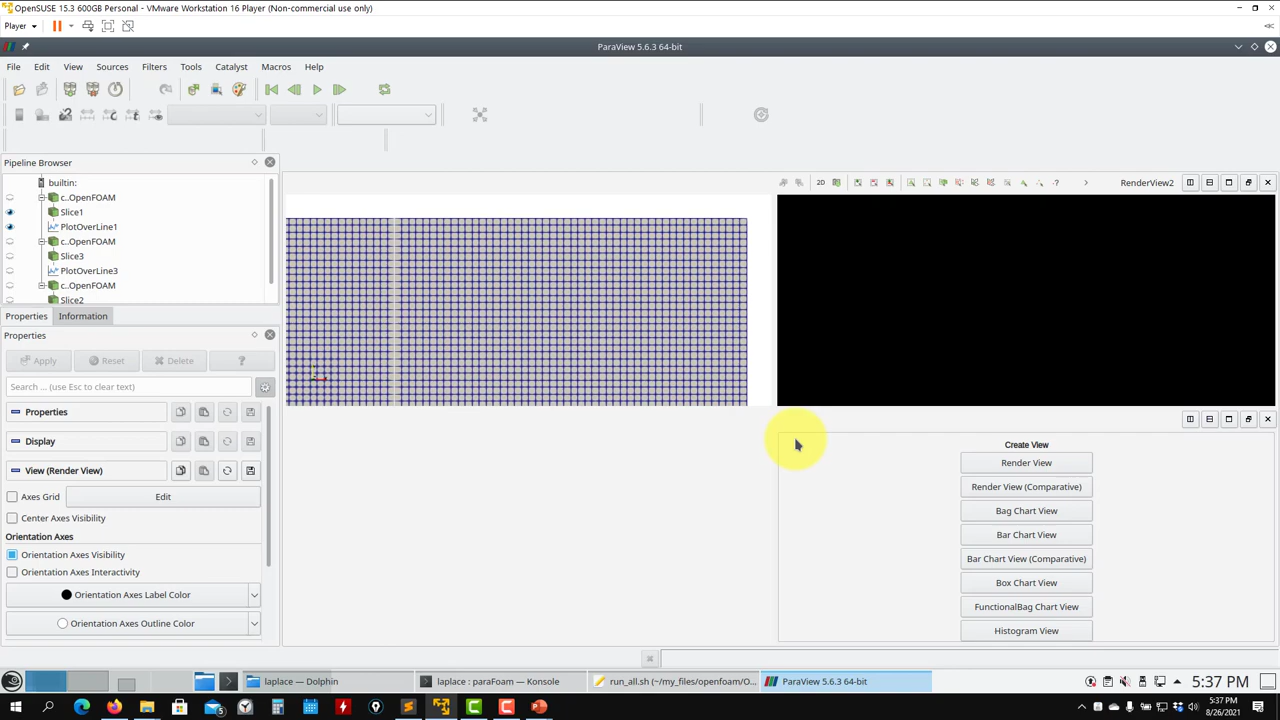 OpenSUSE 15.3 600GB Personal - VMware Workstation 16 Player (Non-commercial use only)
Player
ParaView 5.6.3 64-bit
File Edit View Sources Filters Tools Catalyst Macros Help
Pipeline Browser
builtin:
c..OpenFOAM
Slice1
PlotOverLine1
c..OpenFOAM
Slice3
PlotOverLine3
c..OpenFOAM
Slice2
Properties Information
Properties
Apply Reset Delete ?
Search ... (use Esc to clear text)
Properties
Display
View (Render View)
Axes Grid Edit
Center Axes Visibility
Orientation Axes
Orientation Axes Visibility
Orientation Axes Interactivity
Orientation Axes Label Color
Orientation Axes Outline Color
2D
RenderView2
Create View
Render View
Render View (Comparative)
Bag Chart View
Bar Chart View
Bar Chart View (Comparative)
Box Chart View
FunctionalBag Chart View
Histogram View
laplace — Dolphin
laplace : paraFoam — Konsole
run_all.sh (~/my_files/openfoam/O...
ParaView 5.6.3 64-bit
5:37 PM
5:37 PM
8/26/2021